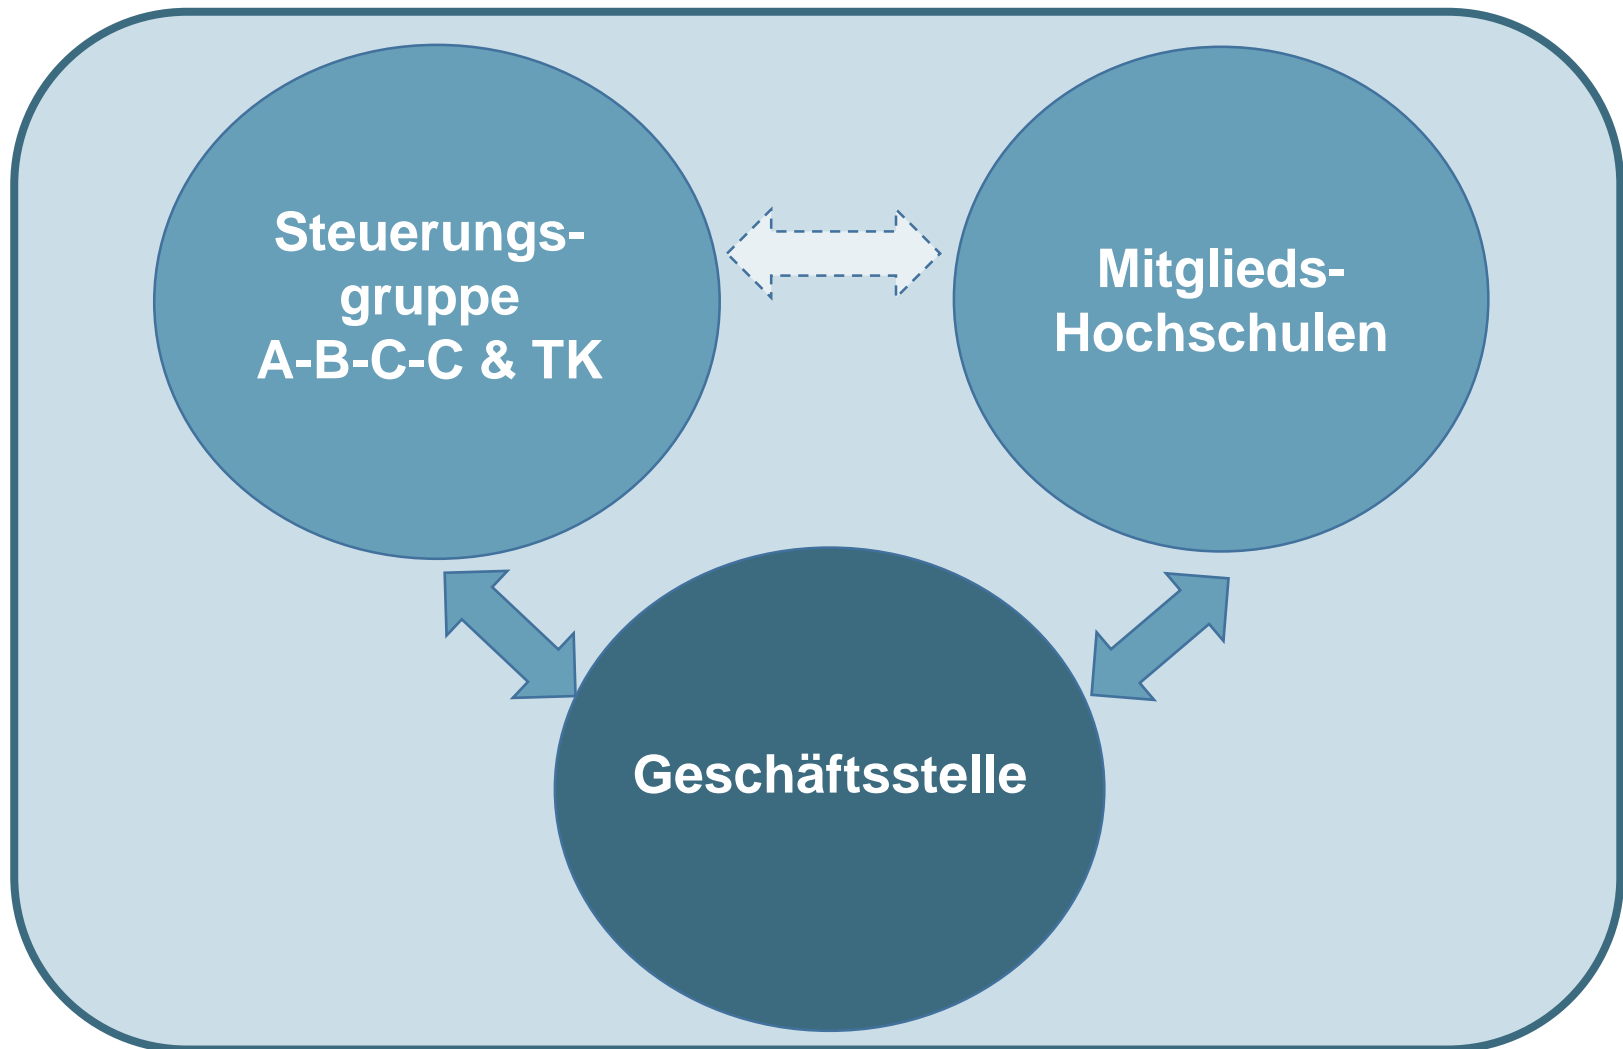 Steuerungs-
gruppe
A-B-C-C & TK
Mitglieds-
Hochschulen
Geschäftsstelle